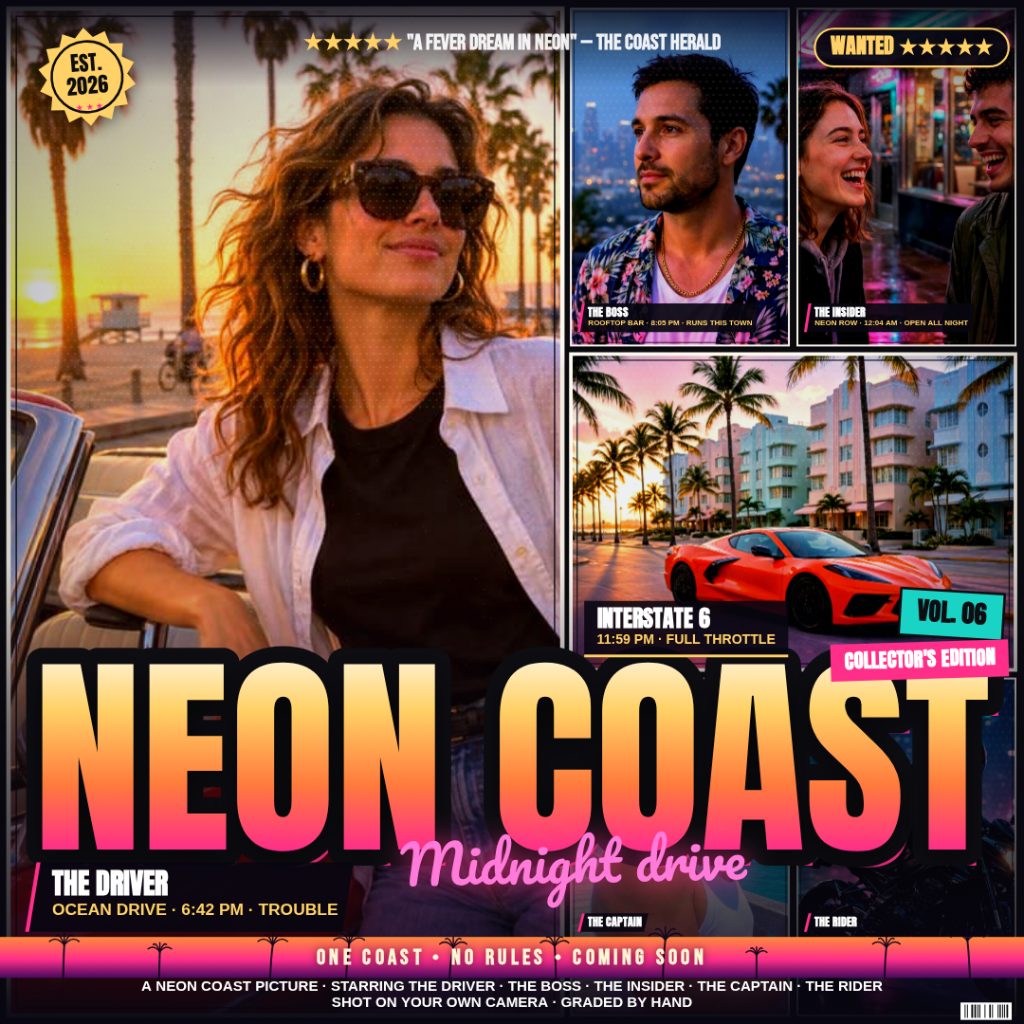 EST.
2026
★★★★★ "A FEVER DREAM IN NEON" — THE COAST HERALD
WANTED ★★★★★
THE BOSS
ROOFTOP BAR · 8:05 PM · RUNS THIS TOWN
THE INSIDER
NEON ROW · 12:04 AM · OPEN ALL NIGHT
INTERSTATE 6
11:59 PM · FULL THROTTLE
VOL. 06
COLLECTOR'S EDITION
NEON COAST
Midnight drive
THE DRIVER
OCEAN DRIVE · 6:42 PM · TROUBLE
THE CAPTAIN
THE RIDER
ONE COAST • NO RULES • COMING SOON
A NEON COAST PICTURE · STARRING THE DRIVER · THE BOSS · THE INSIDER · THE CAPTAIN · THE RIDER
SHOT ON YOUR OWN CAMERA · GRADED BY HAND